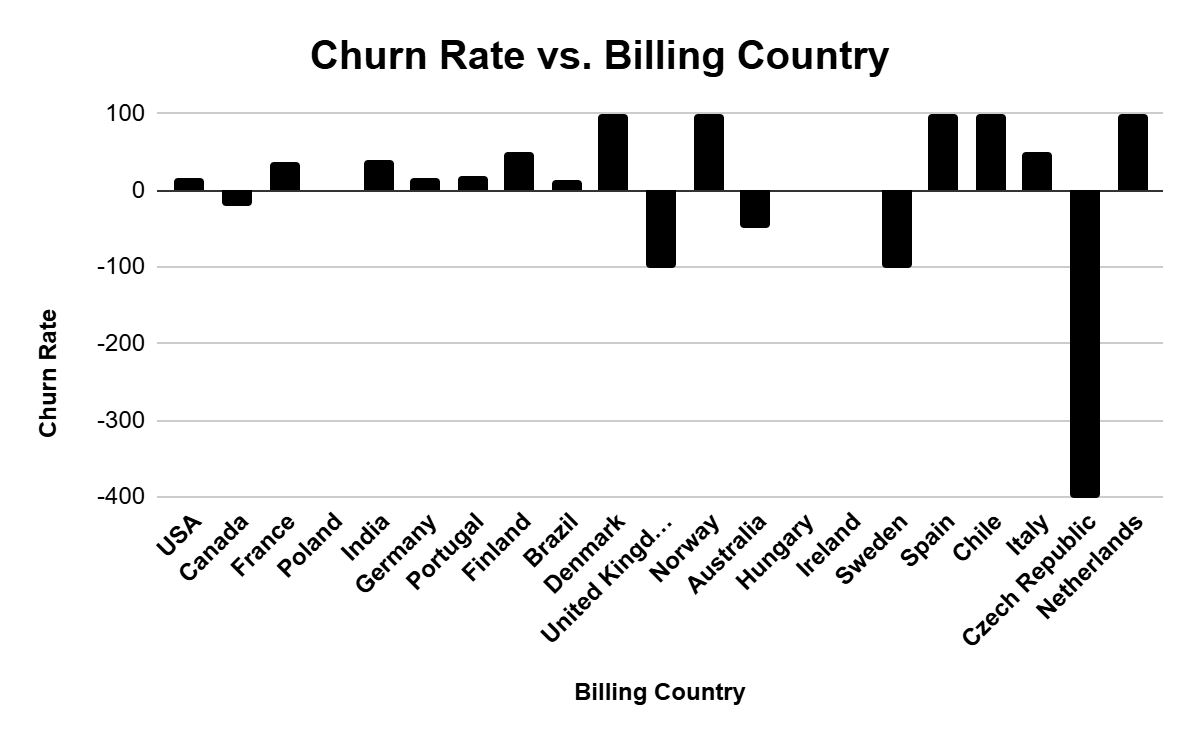 Churn Rate vs. Billing Country
100
0
-100
-200
-300
-400
Churn Rate
USA
Canada
France
Poland
India
Germany
Portugal
Finland
Brazil
Denmark
United Kingd...
Norway
Australia
Hungary
Ireland
Sweden
Spain
Chile
Italy
Czech Republic
Netherlands
Billing Country